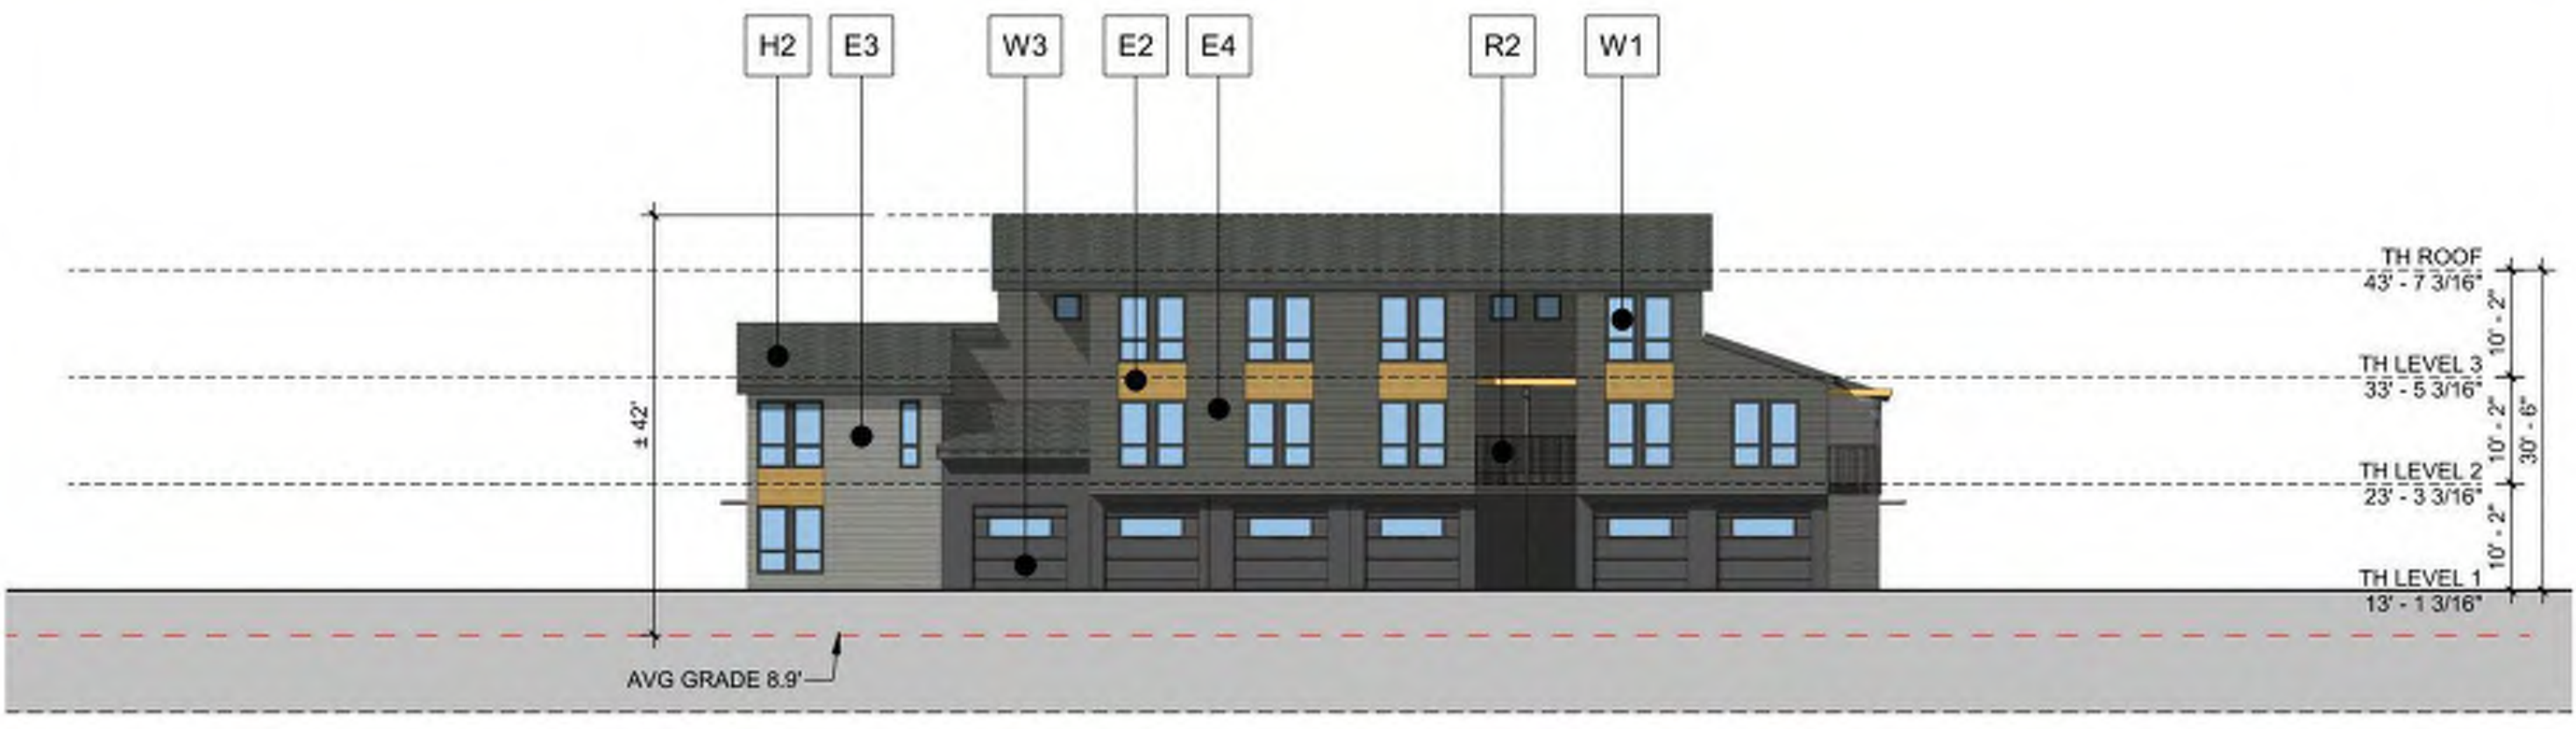 H2
E3
W3
E2
E4
R2
W1
TH ROOF
43' - 7 3/16"
10' - 2"
± 42'
TH LEVEL 3
33' - 5 3/16"
10' - 2"
30' - 6"
TH LEVEL 2
23' - 3 3/16"
10' - 2"
TH LEVEL 1
13' - 1 3/16"
AVG GRADE 8.9'